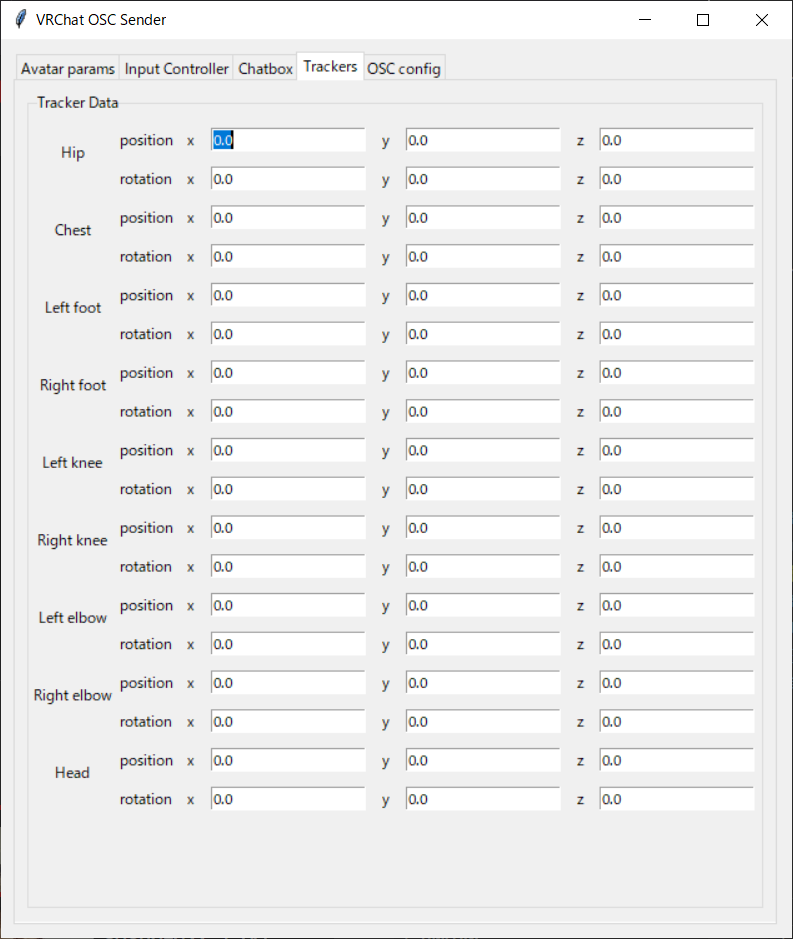 VRChat OSC Sender
Avatar params Input Controller Chatbox Trackers OSC config
Tracker Data
Hip
position x 0.0 y 0.0 z 0.0
rotation x 0.0 y 0.0 z 0.0
Chest
position x 0.0 y 0.0 z 0.0
rotation x 0.0 y 0.0 z 0.0
Left foot
position x 0.0 y 0.0 z 0.0
rotation x 0.0 y 0.0 z 0.0
Right foot
position x 0.0 y 0.0 z 0.0
rotation x 0.0 y 0.0 z 0.0
Left knee
position x 0.0 y 0.0 z 0.0
rotation x 0.0 y 0.0 z 0.0
Right knee
position x 0.0 y 0.0 z 0.0
rotation x 0.0 y 0.0 z 0.0
Left elbow
position x 0.0 y 0.0 z 0.0
rotation x 0.0 y 0.0 z 0.0
Right elbow
position x 0.0 y 0.0 z 0.0
rotation x 0.0 y 0.0 z 0.0
Head
position x 0.0 y 0.0 z 0.0
rotation x 0.0 y 0.0 z 0.0